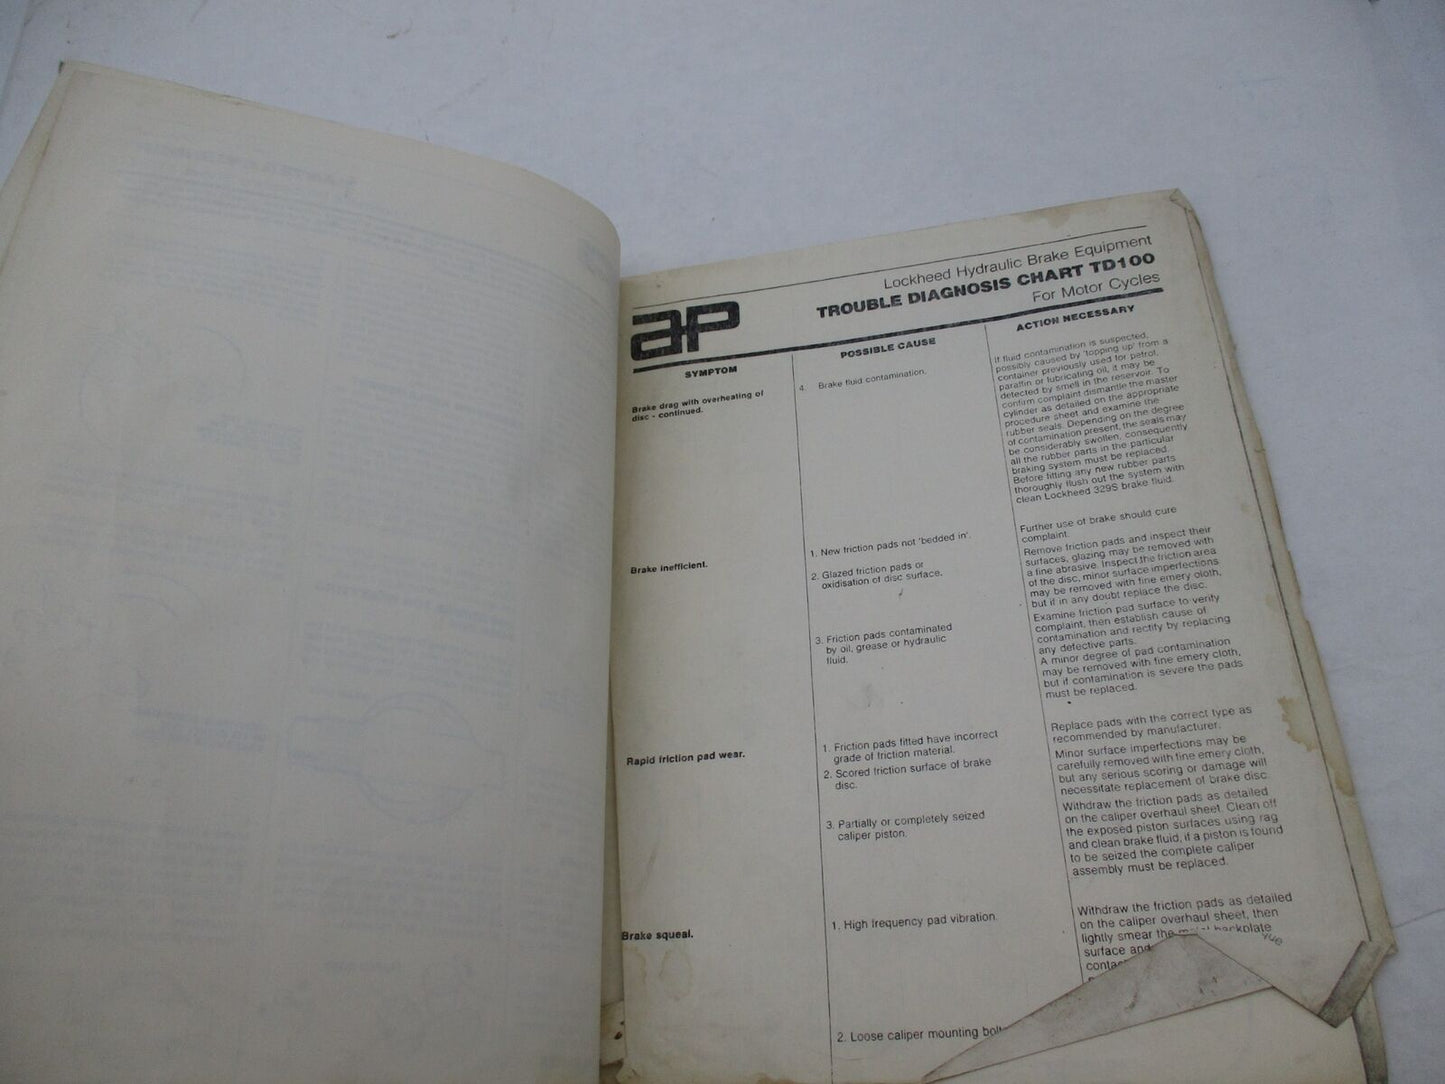 Lockheed Hydraulic Brake Equipment
TROUBLE DIAGNOSIS CHART TD100
For Motor Cycles
ap
SYMPTOM
POSSIBLE CAUSE
ACTION NECESSARY
Brake drag with overheating of
disc - continued.
4. Brake fluid contamination.
If fluid contamination is suspected,
possibly caused by 'topping up' from a
container previously used for petrol,
paraffin or lubricating oil, it may be
detected by smell in the reservoir. To
confirm complaint dismantle the master
cylinder as detailed on the appropriate
procedure sheet and examine the
rubber seals. Depending on the degree
of contamination present, the seals may
be considerably swollen, consequently
all the rubber parts in the particular
braking system must be replaced.
Before fitting any new rubber parts
thoroughly flush out the system with
clean Lockheed 329S brake fluid.
Brake inefficient.
1. New friction pads not 'bedded in'.
Further use of brake should cure
complaint.
2. Glazed friction pads or
oxidisation of disc surface.
Remove friction pads and inspect their
surfaces, glazing may be removed with
a fine abrasive. Inspect the friction area
of the disc, minor surface imperfections
may be removed with fine emery cloth,
but if in any doubt replace the disc.
3. Friction pads contaminated
by oil, grease or hydraulic
fluid.
Examine friction pad surface to verify
complaint, then establish cause of
contamination and rectify by replacing
any defective parts.
A minor degree of pad contamination
may be removed with fine emery cloth,
but if contamination is severe the pads
must be replaced.
Rapid friction pad wear.
1. Friction pads fitted have incorrect
grade of friction material.
Replace pads with the correct type as
recommended by manufacturer.
2. Scored friction surface of brake
disc.
Minor surface imperfections may be
carefully removed with fine emery cloth,
but any serious scoring or damage will
necessitate replacement of brake disc.
3. Partially or completely seized
caliper piston.
Withdraw the friction pads as detailed
on the caliper overhaul sheet. Clean off
the exposed piston surfaces using rag
and clean brake fluid, if a piston is found
to be seized the complete caliper
assembly must be replaced.
Brake squeal.
1. High frequency pad vibration.
Withdraw the friction pads as detailed
on the caliper overhaul sheet, then
lightly smear the metal backplate
surface and
2. Loose caliper mounting